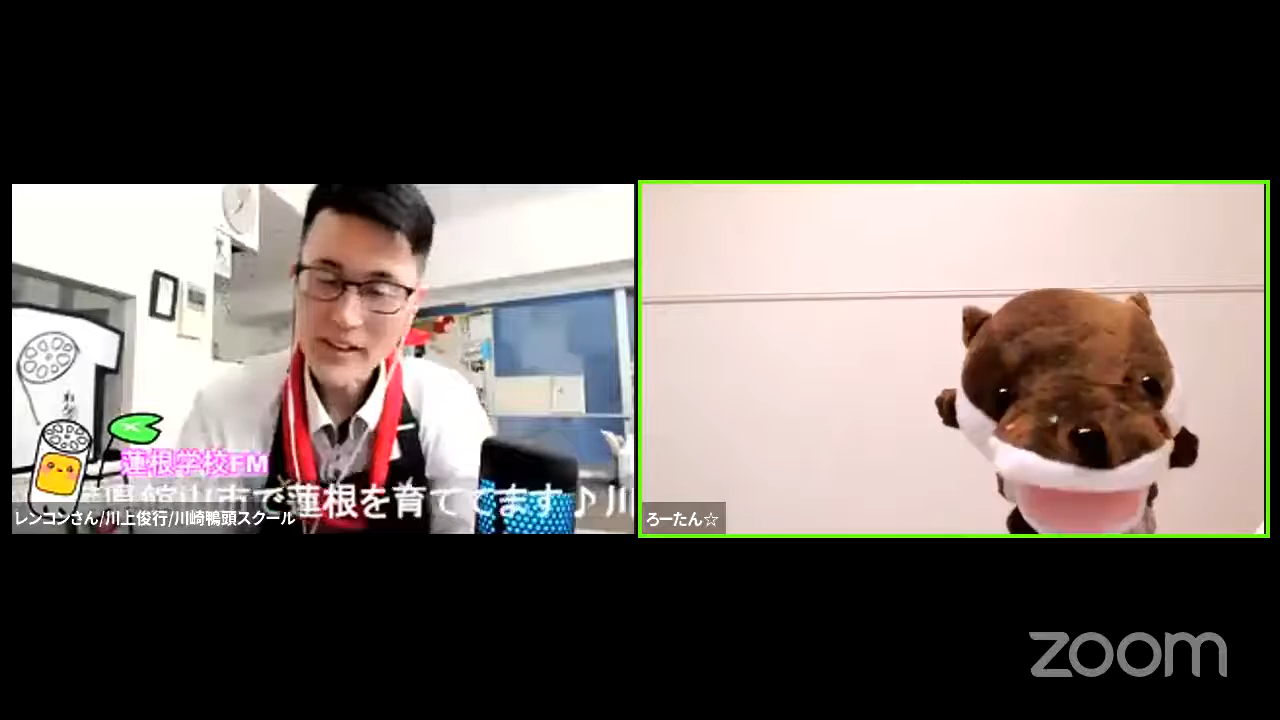 蓮根学校FM
館山市で蓮根を育ててます♪川
レンコンさん/川上俊行/川崎鴨頭スクール
ろーたん☆
zoom